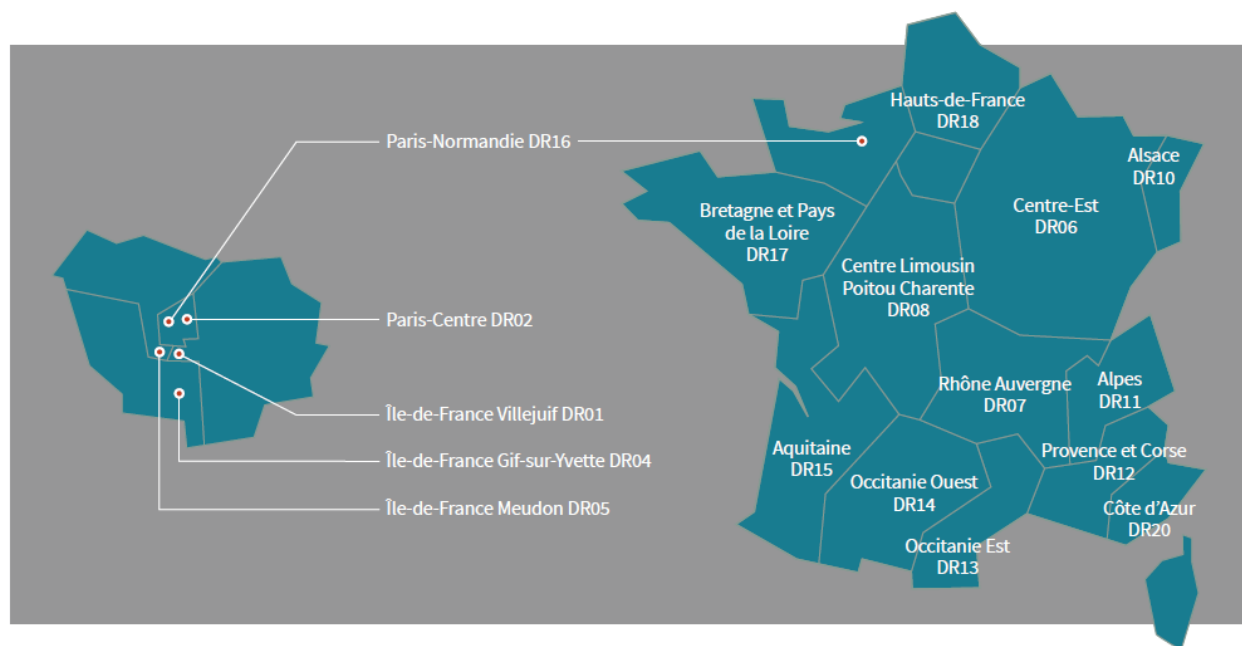 Paris-Normandie DR16
Paris-Centre DR02
Île-de-France Villejuif DR01
Île-de-France Gif-sur-Yvette DR04
Île-de-France Meudon DR05
Hauts-de-France
DR18
Alsace
DR10
Centre-Est
DR06
Bretagne et Pays
de la Loire
DR17
Centre Limousin
Poitou Charente
DR08
Rhône Auvergne
DR07
Alpes
DR11
Aquitaine
DR15
Provence et Corse
DR12
Occitanie Ouest
DR14
Côte d’Azur
DR20
Occitanie Est
DR13